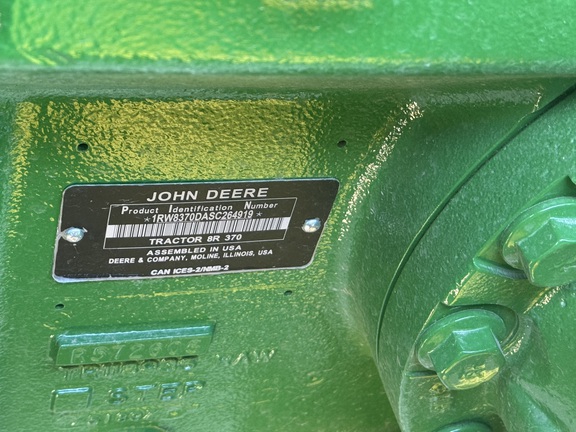 JOHN DEERE
Product Identification Number
*1RW8370DASC264919*
TRACTOR 8R 370
ASSEMBLED IN USA
DEERE & COMPANY, MOLINE, ILLINOIS, USA
CAN ICES-2/NMB-2